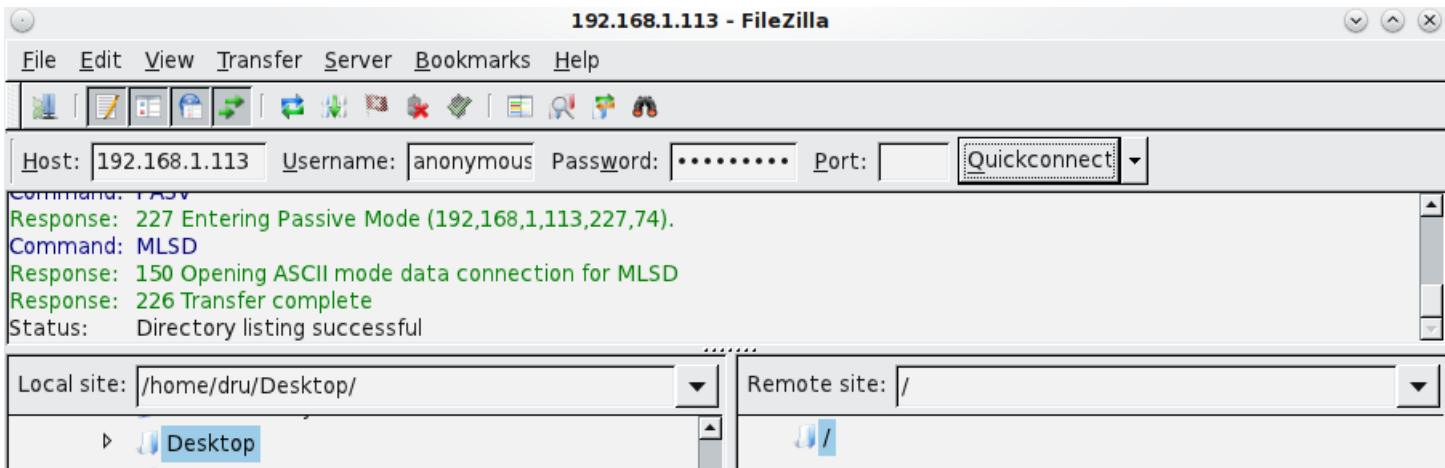 192.168.1.113 - FileZilla
File Edit View Transfer Server Bookmarks Help
Host: 192.168.1.113 Username: anonymous Password: ••••••••• Port: Quickconnect
Command: PASV
Response: 227 Entering Passive Mode (192,168,1,113,227,74).
Command: MLSD
Response: 150 Opening ASCII mode data connection for MLSD
Response: 226 Transfer complete
Status: Directory listing successful
Local site: /home/dru/Desktop/ Remote site: /
Desktop /